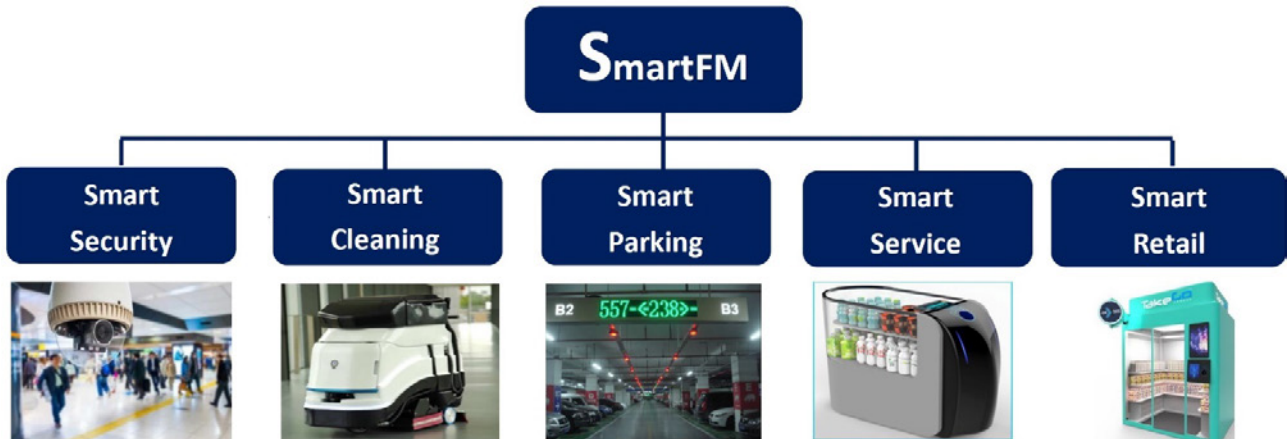 SmartFM
Smart
Security
Smart
Cleaning
Smart
Parking
Smart
Service
Smart
Retail
B2
557-<238>-
B3